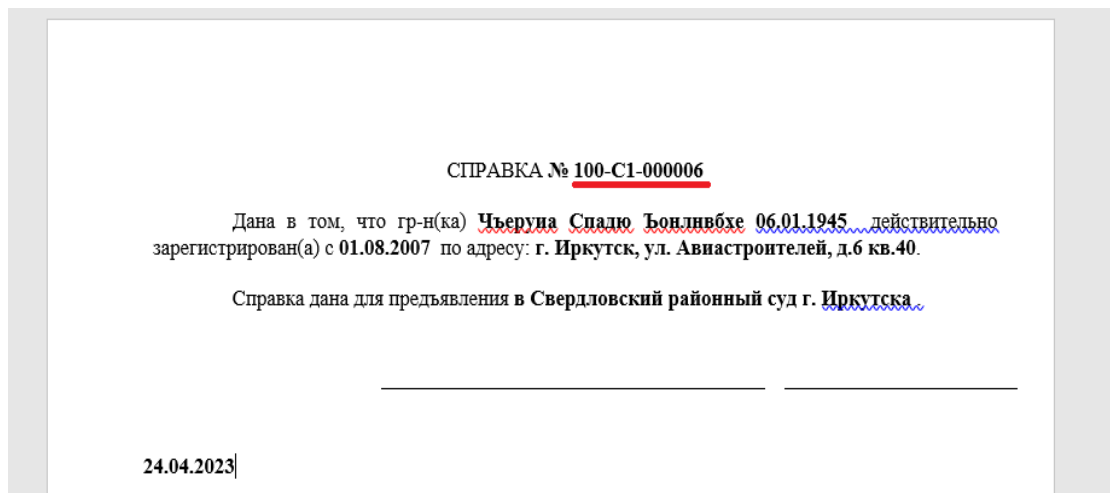 СПРАВКА № 100-С1-000006
Дана в том, что гр-н(ка) Чъеруиа Спадю Ъонлнвбхе 06.01.1945 действительно
зарегистрирован(а) с 01.08.2007 по адресу: г. Иркутск, ул. Авиастроителей, д.6 кв.40.
Справка дана для предъявления в Свердловский районный суд г. Иркутска .
24.04.2023